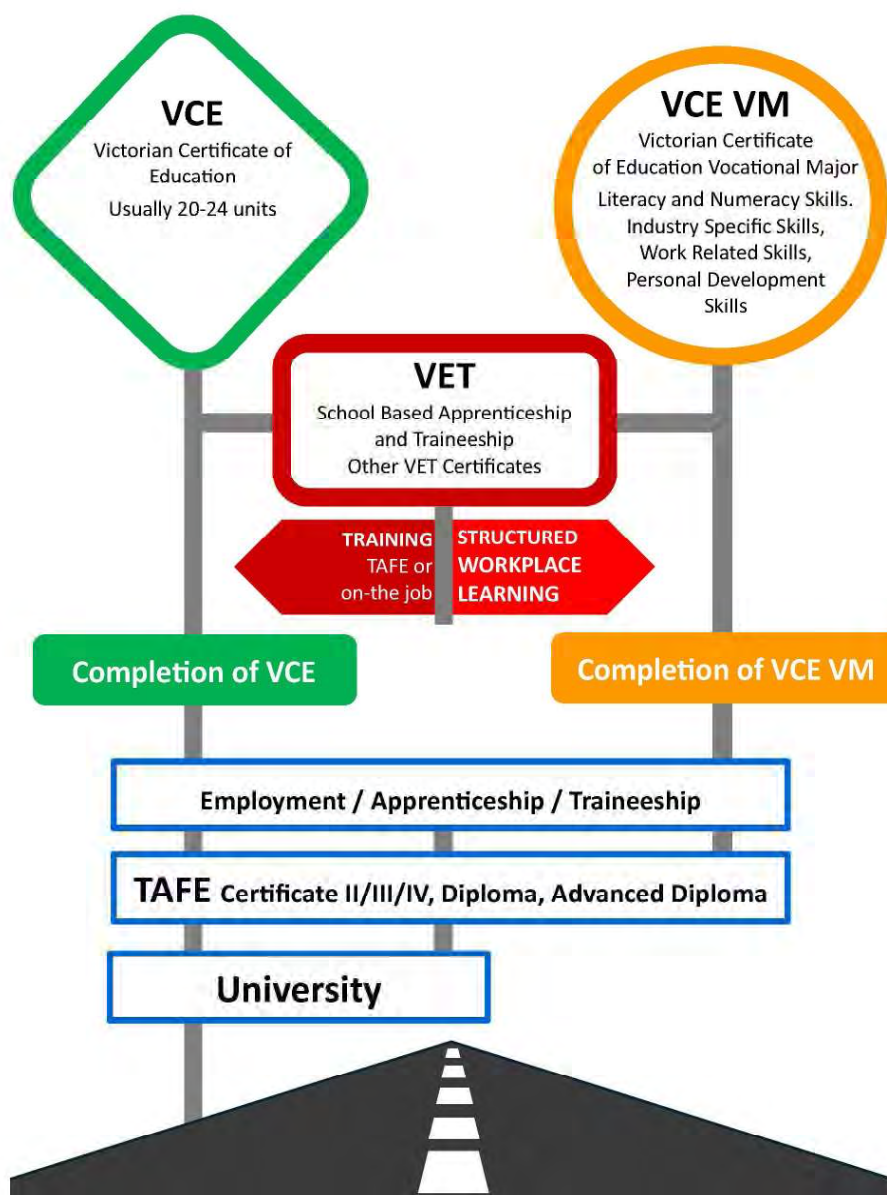 VCE
Victorian Certificate of
Education
Usually 20-24 units
VCE VM
Victorian Certificate
of Education Vocational Major
Literacy and Numeracy Skills.
Industry Specific Skills,
Work Related Skills,
Personal Development
Skills
VET
School Based Apprenticeship
and Traineeship
Other VET Certificates
TRAINING
TAFE or
on-the job
STRUCTURED
WORKPLACE
LEARNING
Completion of VCE
Completion of VCE VM
Employment / Apprenticeship / Traineeship
TAFE Certificate II/III/IV, Diploma, Advanced Diploma
University